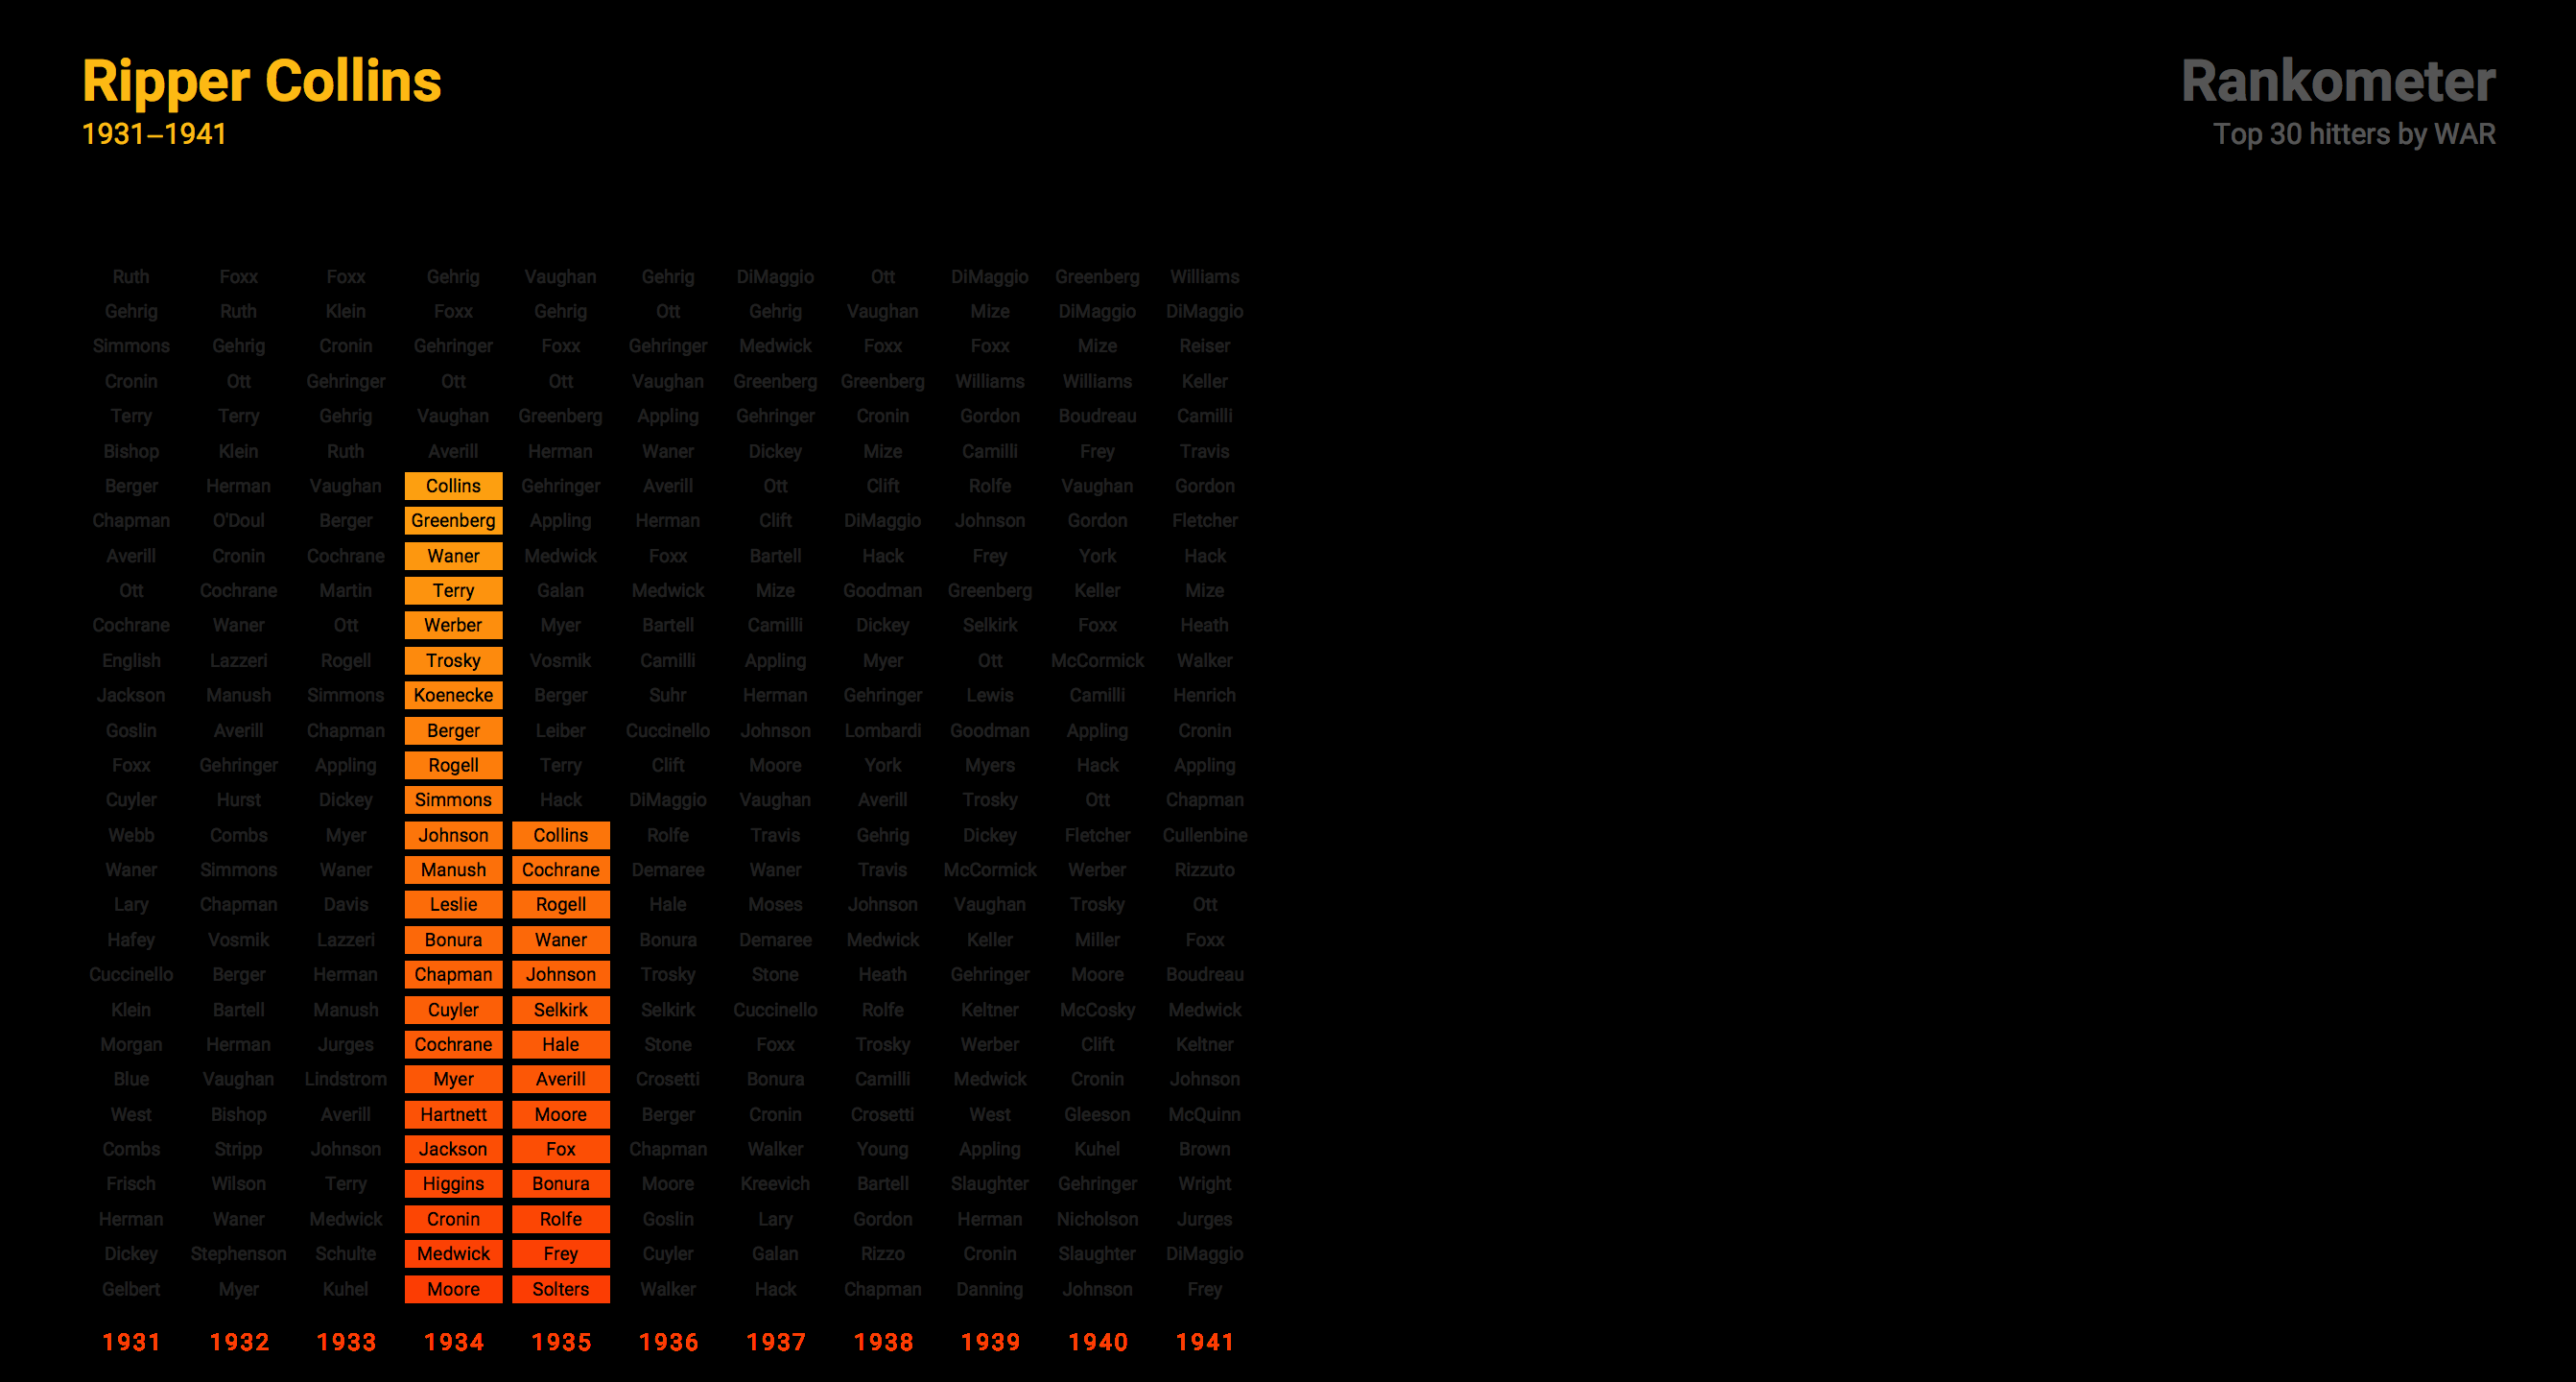 Ripper Collins
1931–1941
Rankometer
Top 30 hitters by WAR
Ruth Foxx Foxx Gehrig Vaughan Gehrig DiMaggio Ott DiMaggio Greenberg Williams
Gehrig Ruth Klein Foxx Gehrig Ott Gehrig Vaughan Mize DiMaggio DiMaggio
Simmons Gehrig Cronin Gehringer Foxx Gehringer Medwick Foxx Foxx Mize Reiser
Cronin Ott Gehringer Ott Ott Vaughan Greenberg Greenberg Williams Williams Keller
Terry Terry Gehrig Vaughan Greenberg Appling Gehringer Cronin Gordon Boudreau Camilli
Bishop Klein Ruth Averill Herman Waner Dickey Mize Camilli Frey Travis
Berger Herman Vaughan Collins Gehringer Averill Ott Clift Rolfe Vaughan Gordon
Chapman O'Doul Berger Greenberg Appling Herman Clift DiMaggio Johnson Gordon Fletcher
Averill Cronin Cochrane Waner Medwick Foxx Bartell Hack Frey York Hack
Ott Cochrane Martin Terry Galan Medwick Mize Goodman Greenberg Keller Mize
Cochrane Waner Ott Werber Myer Bartell Camilli Dickey Selkirk Foxx Heath
English Lazzeri Rogell Trosky Vosmik Camilli Appling Myer Ott McCormick Walker
Jackson Manush Simmons Koenecke Berger Suhr Herman Gehringer Lewis Camilli Henrich
Goslin Averill Chapman Berger Leiber Cuccinello Johnson Lombardi Goodman Appling Cronin
Foxx Gehringer Appling Rogell Terry Clift Moore York Myers Hack Appling
Cuyler Hurst Dickey Simmons Hack DiMaggio Vaughan Averill Trosky Ott Chapman
Webb Combs Myer Johnson Collins Rolfe Travis Gehrig Dickey Fletcher Cullenbine
Waner Simmons Waner Manush Cochrane Demaree Waner Travis McCormick Werber Rizzuto
Lary Chapman Davis Leslie Rogell Hale Moses Johnson Vaughan Trosky Ott
Hafey Vosmik Lazzeri Bonura Waner Bonura Demaree Medwick Keller Miller Foxx
Cuccinello Berger Herman Chapman Johnson Trosky Stone Heath Gehringer Moore Boudreau
Klein Bartell Manush Cuyler Selkirk Selkirk Cuccinello Rolfe Keltner McCosky Medwick
Morgan Herman Jurges Cochrane Hale Stone Foxx Trosky Werber Clift Keltner
Blue Vaughan Lindstrom Myer Averill Crosetti Bonura Camilli Medwick Cronin Johnson
West Bishop Averill Hartnett Moore Berger Cronin Crosetti West Gleeson McQuinn
Combs Stripp Johnson Jackson Fox Chapman Walker Young Appling Kuhel Brown
Frisch Wilson Terry Higgins Bonura Moore Kreevich Bartell Slaughter Gehringer Wright
Herman Waner Medwick Cronin Rolfe Goslin Lary Gordon Herman Nicholson Jurges
Dickey Stephenson Schulte Medwick Frey Cuyler Galan Rizzo Cronin Slaughter DiMaggio
Gelbert Myer Kuhel Moore Solters Walker Hack Chapman Danning Johnson Frey
1931 1932 1933 1934 1935 1936 1937 1938 1939 1940 1941